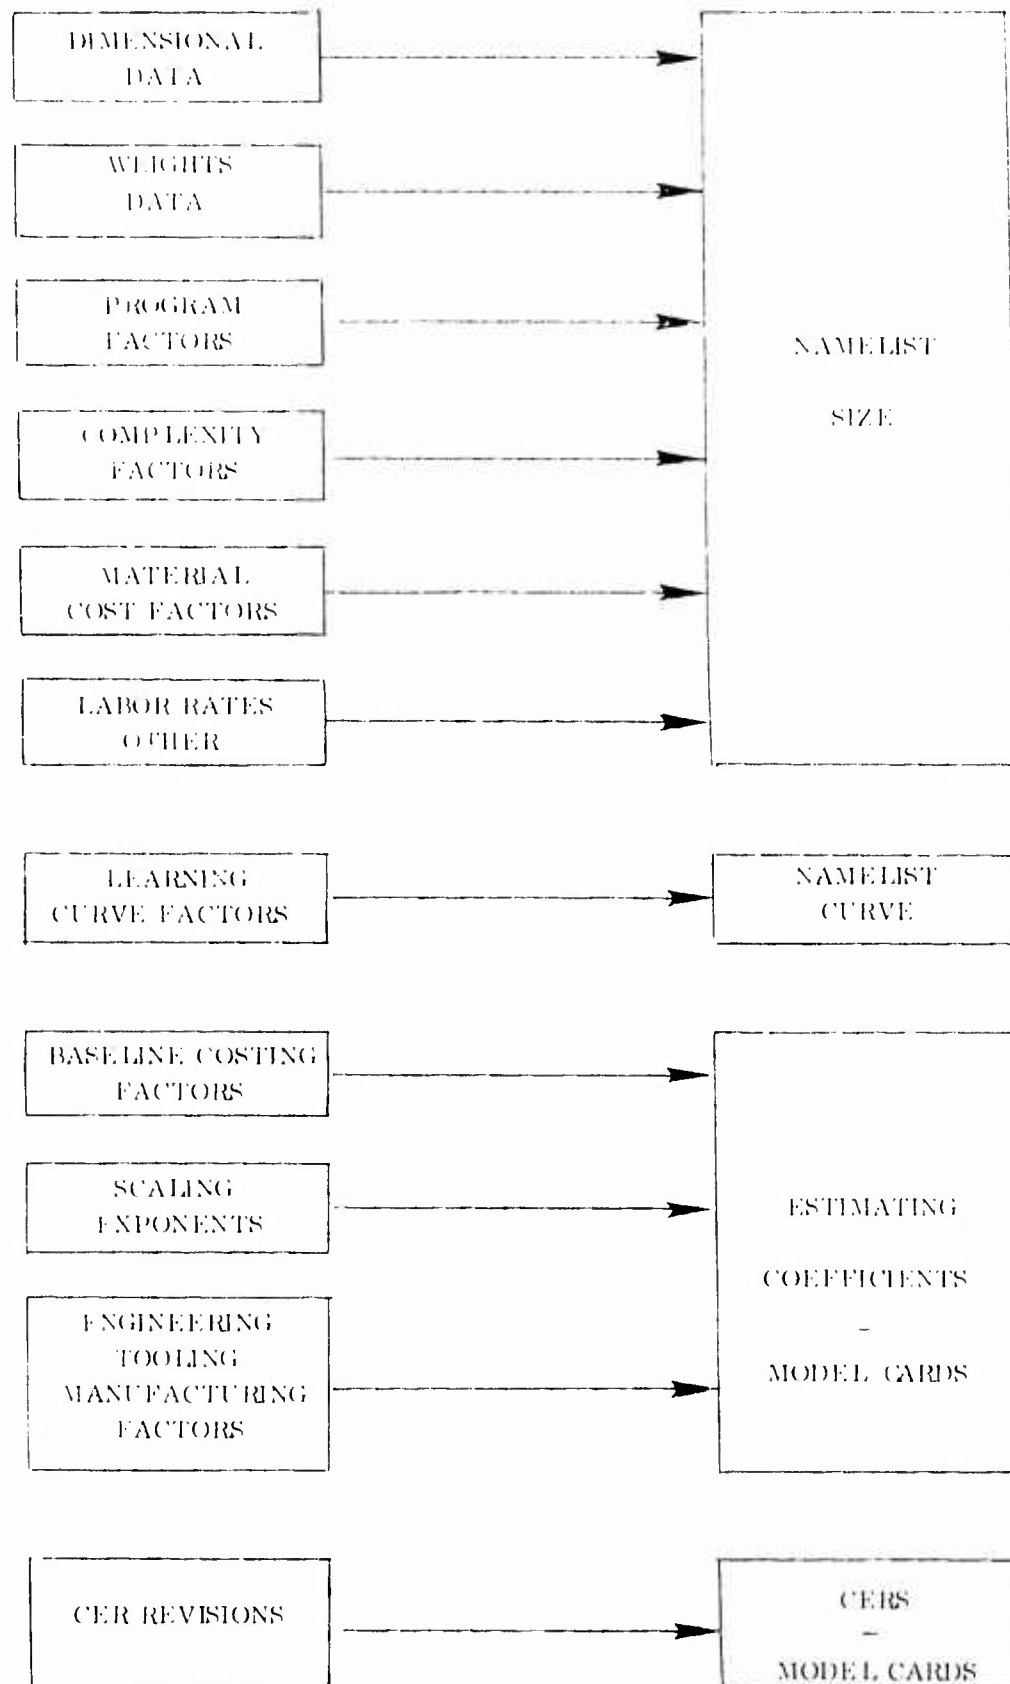 DIMENSIONAL
DATA
WEIGHTS
DATA
PROGRAM
FACTORS
COMPLEXITY
FACTORS
MATERIAL
COST FACTORS
LABOR RATES
OTHER
NAMELIST
SIZE
LEARNING
CURVE FACTORS
NAMELIST
CURVE
BASELINE COSTING
FACTORS
SCALING
EXPONENTS
ENGINEERING
TOOLING
MANUFACTURING
FACTORS
ESTIMATING
COEFFICIENTS
–
MODEL CARDS
CER REVISIONS
CERS
–
MODEL CARDS